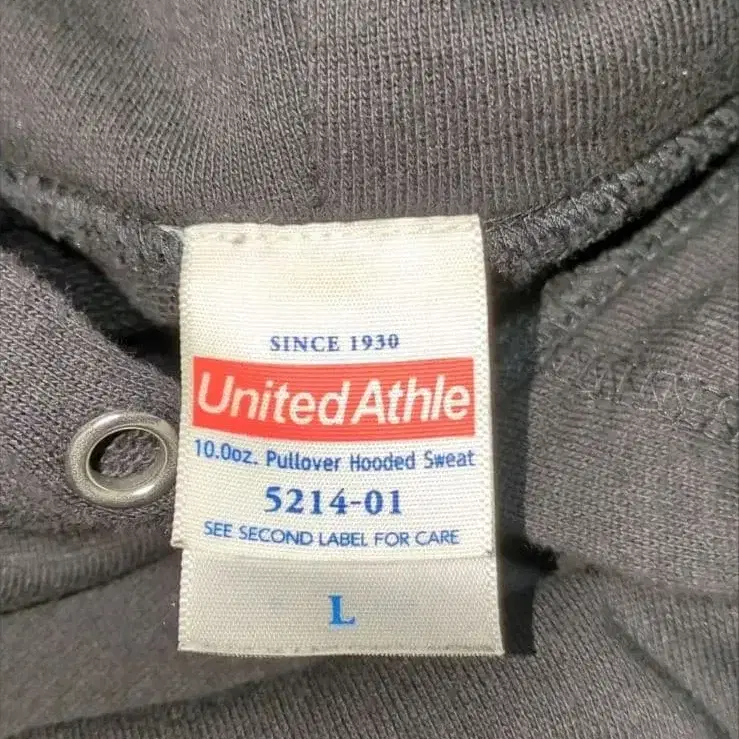 SINCE 1930
United Athle
10.0oz. Pullover Hooded Sweat
5214-01
SEE SECOND LABEL FOR CARE
L